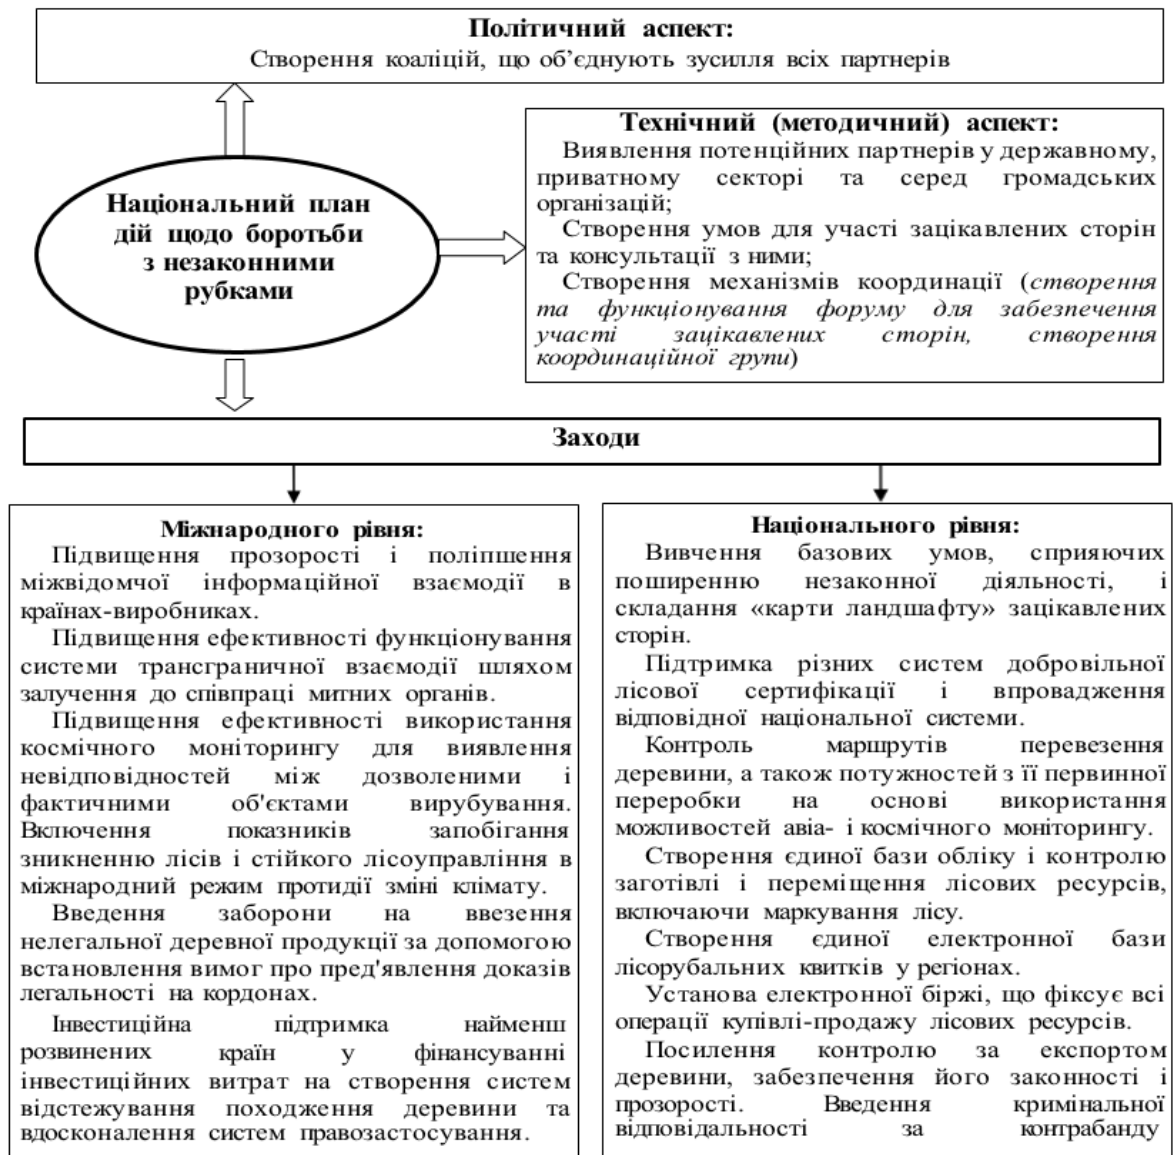 Політичний аспект:
Створення коаліцій, що об’єднують зусилля всіх партнерів
Технічний (методичний) аспект:
Виявлення потенційних партнерів у державному,
приватному секторі та серед громадських
організацій;
Створення умов для участі зацікавлених сторін
та консультації з ними;
Створення механізмів координації (створення
та функціонування форуму для забезпечення
участі зацікавлених сторін, створення
координаційної групи)
Національний план
дій щодо боротьби
з незаконними
рубками
Заходи
Міжнародного рівня:
Підвищення прозорості і поліпшення
міжвідомчої інформаційної взаємодії в
країнах-виробниках.
Підвищення ефективності функціонування
системи трансграничної взаємодії шляхом
залучення до співпраці митних органів.
Підвищення ефективності використання
космічного моніторингу для виявлення
невідповідностей між дозволеними і
фактичними об'єктами вирубування.
Включення показників запобігання
зникненню лісів і стійкого лісоуправління в
міжнародний режим протидії зміні клімату.
Введення заборони на ввезення
нелегальної деревної продукції за допомогою
встановлення вимог про пред'явлення доказів
легальності на кордонах.
Інвестиційна підтримка найменш
розвинених країн у фінансуванні
інвестиційних витрат на створення систем
відстежування походження деревини та
вдосконалення систем правозастосування.
Національного рівня:
Вивчення базових умов, сприяючих
поширенню незаконної діяльності, і
складання «карти ландшафту» зацікавлених
сторін.
Підтримка різних систем добровільної
лісової сертифікації і впровадження
відповідної національної системи.
Контроль маршрутів перевезення
деревини, а також потужностей з її первинної
переробки на основі використання
можливостей авіа- і космічного моніторингу.
Створення єдиної бази обліку і контролю
заготівлі і переміщення лісових ресурсів,
включаючи маркування лісу.
Створення єдиної електронної бази
лісорубальних квитків у регіонах.
Установа електронної біржі, що фіксує всі
операції купівлі-продажу лісових ресурсів.
Посилення контролю за експортом
деревини, забезпечення його законності і
прозорості. Введення кримінальної
відповідальності за контрабанду